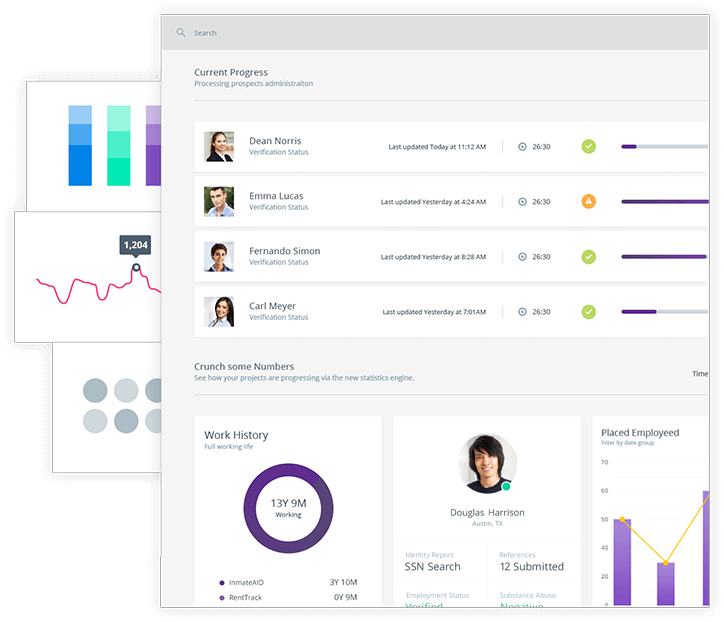 Search
Current Progress
Processing prospects administraiton
Dean Norris
Verification Status
Last updated Today at 11:12 AM
26:30
Emma Lucas
Verification Status
Last updated Yesterday at 4:24 AM
26:30
Fernando Simon
Verification Status
Last updated Yesterday at 8:28 AM
26:30
Carl Meyer
Verification Status
Last updated Yesterday at 7:01AM
26:30
1,204
Crunch some Numbers
See how your projects are progressing via the new statistics engine.
Time
Work History
Full working life
13Y 9M
Working
InmateAID 3Y 10M
RentTrack 0Y 9M
Douglas Harrison
Austin, TX
Identity Report
SSN Search
References
12 Submitted
Employment Status
Verified
Substance Abuse
Negative
Placed Employeed
Filter by date group
70
60
50
40
20
0